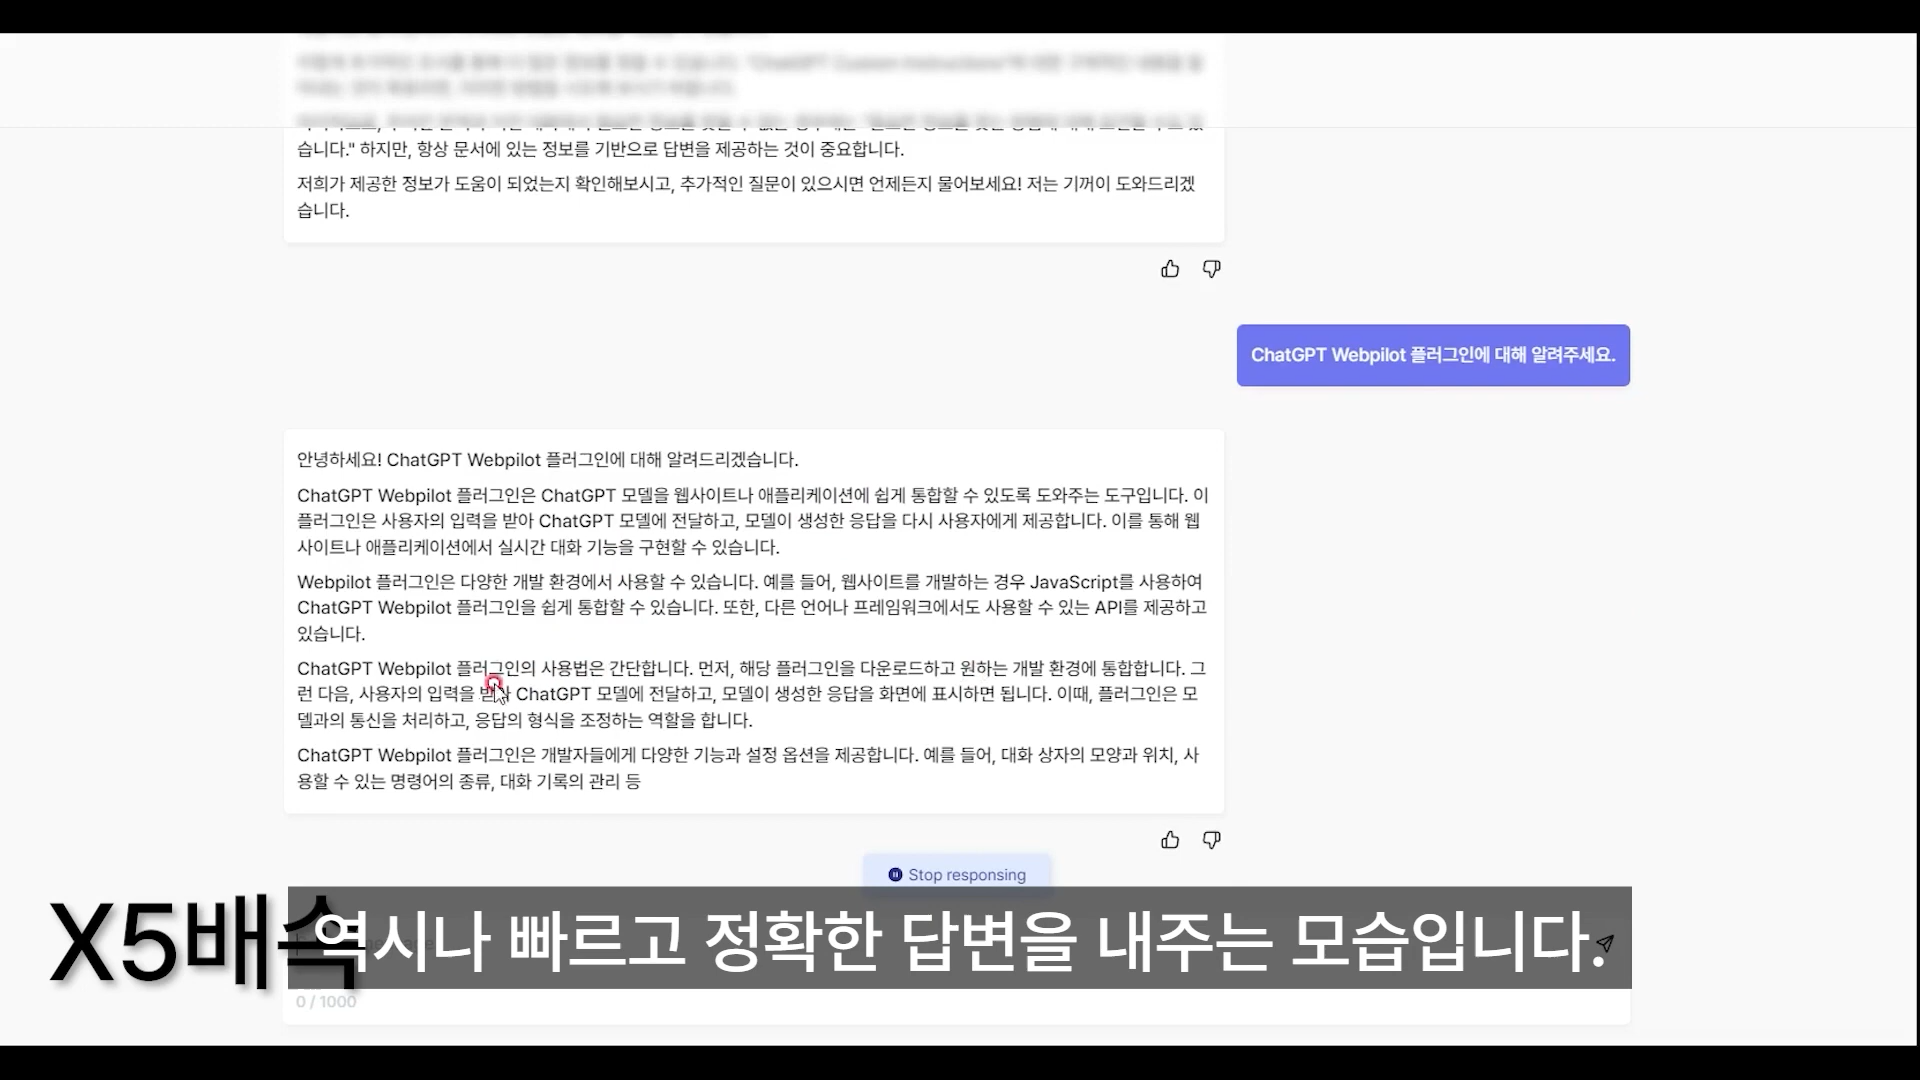 습니다." 하지만, 항상 문서에 있는 정보를 기반으로 답변을 제공하는 것이 중요합니다.
저희가 제공한 정보가 도움이 되었는지 확인해보시고, 추가적인 질문이 있으시면 언제든지 물어보세요! 저는 기꺼이 도와드리겠
습니다.
ChatGPT Webpilot 플러그인에 대해 알려주세요.
안녕하세요! ChatGPT Webpilot 플러그인에 대해 알려드리겠습니다.
ChatGPT Webpilot 플러그인은 ChatGPT 모델을 웹사이트나 애플리케이션에 쉽게 통합할 수 있도록 도와주는 도구입니다. 이
플러그인은 사용자의 입력을 받아 ChatGPT 모델에 전달하고, 모델이 생성한 응답을 다시 사용자에게 제공합니다. 이를 통해 웹
사이트나 애플리케이션에서 실시간 대화 기능을 구현할 수 있습니다.
Webpilot 플러그인은 다양한 개발 환경에서 사용할 수 있습니다. 예를 들어, 웹사이트를 개발하는 경우 JavaScript를 사용하여
ChatGPT Webpilot 플러그인을 쉽게 통합할 수 있습니다. 또한, 다른 언어나 프레임워크에서도 사용할 수 있는 API를 제공하고
있습니다.
ChatGPT Webpilot 플러그인의 사용법은 간단합니다. 먼저, 해당 플러그인을 다운로드하고 원하는 개발 환경에 통합합니다. 그
런 다음, 사용자의 입력을 받아 ChatGPT 모델에 전달하고, 모델이 생성한 응답을 화면에 표시하면 됩니다. 이때, 플러그인은 모
델과의 통신을 처리하고, 응답의 형식을 조정하는 역할을 합니다.
ChatGPT Webpilot 플러그인은 개발자들에게 다양한 기능과 설정 옵션을 제공합니다. 예를 들어, 대화 상자의 모양과 위치, 사
용할 수 있는 명령어의 종류, 대화 기록의 관리 등
Stop responsing
X5배속
역시나 빠르고 정확한 답변을 내주는 모습입니다.
0 / 1000